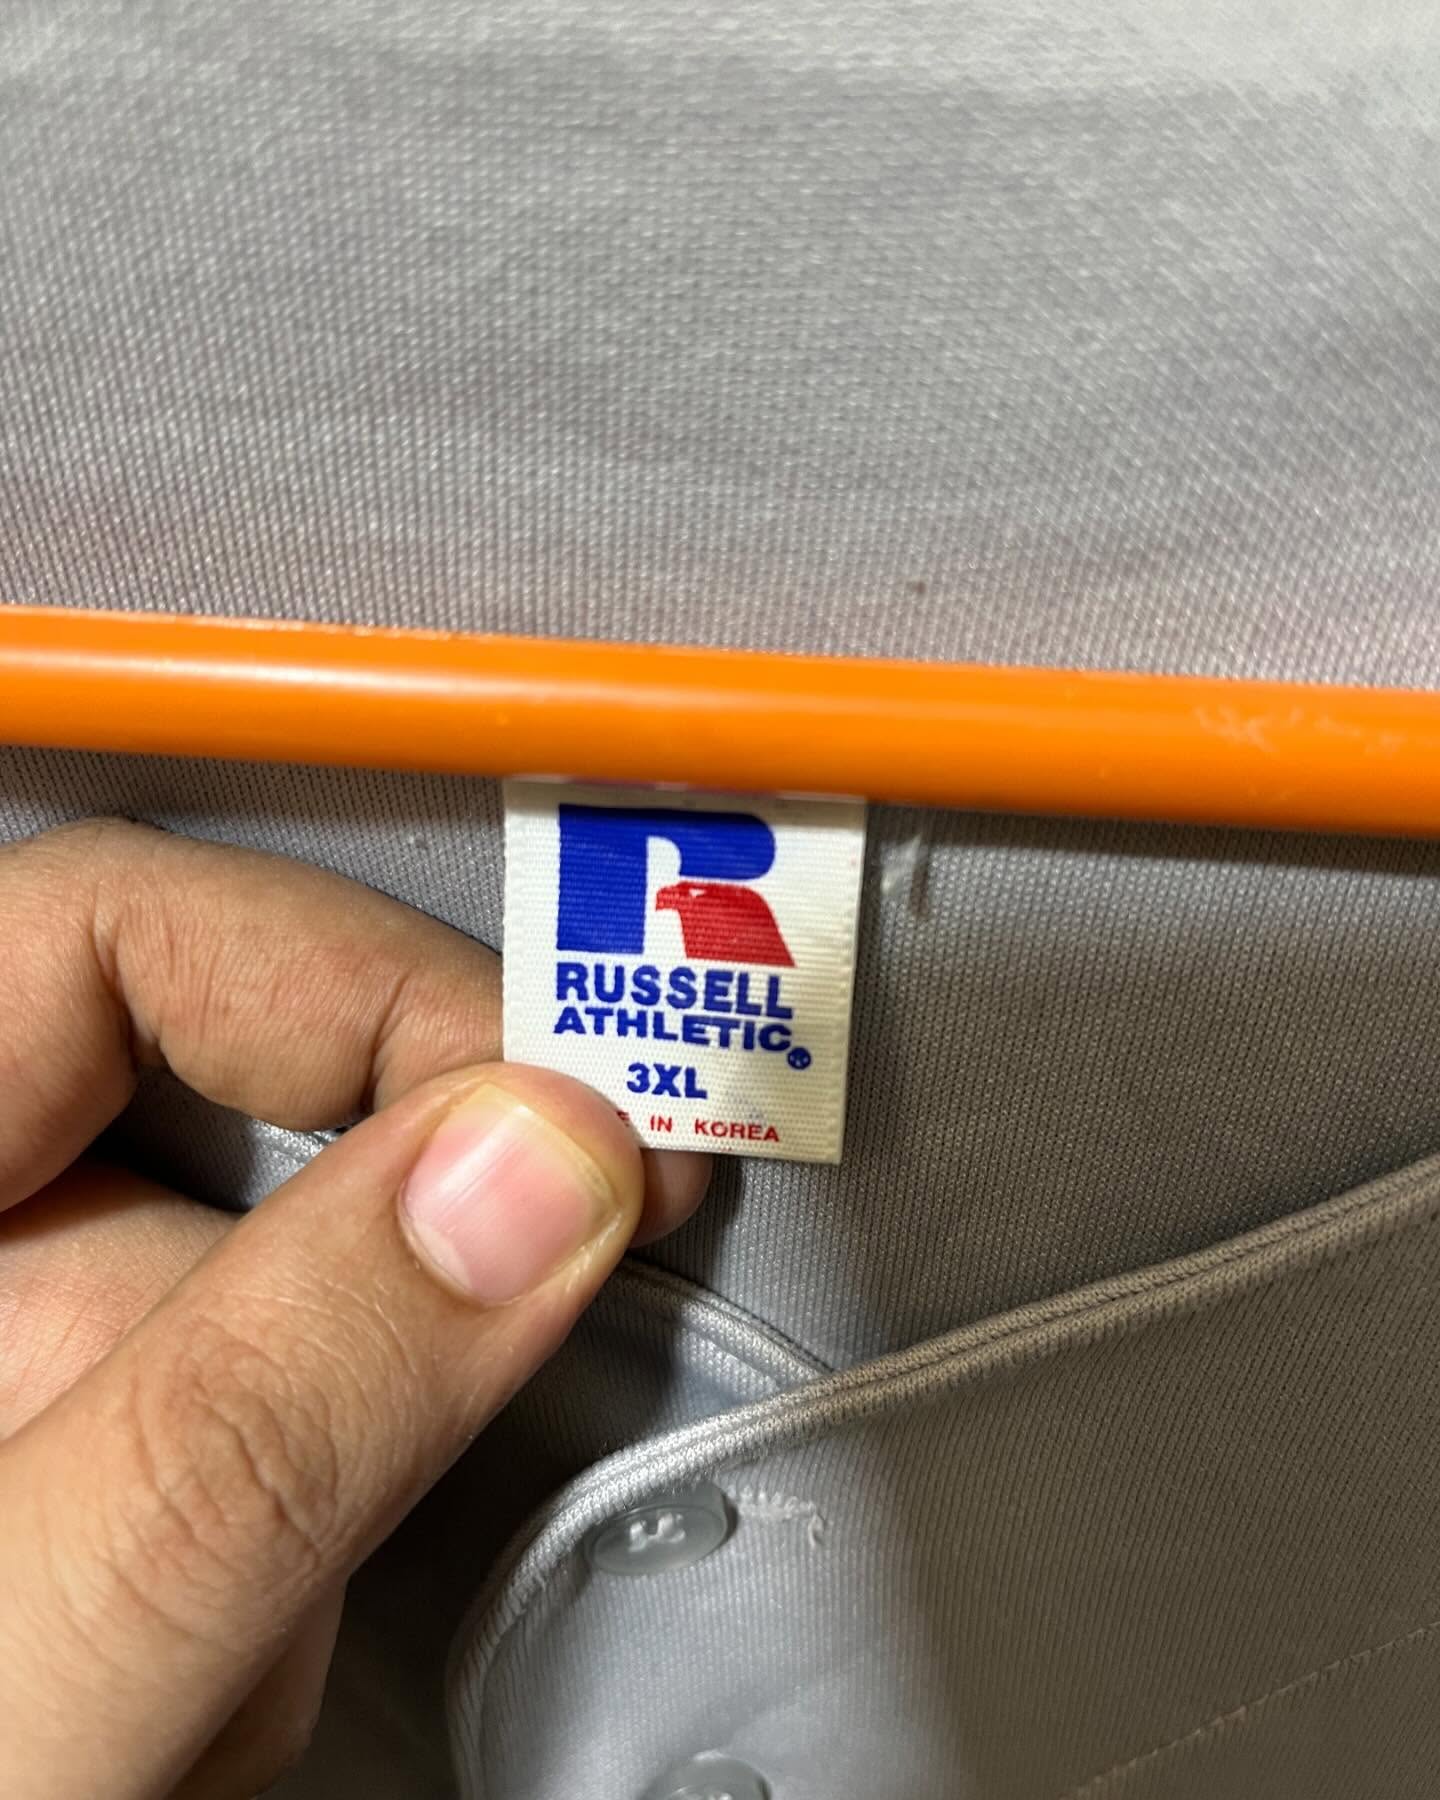 R
RUSSELL
ATHLETIC®
3XL
IN KOREA